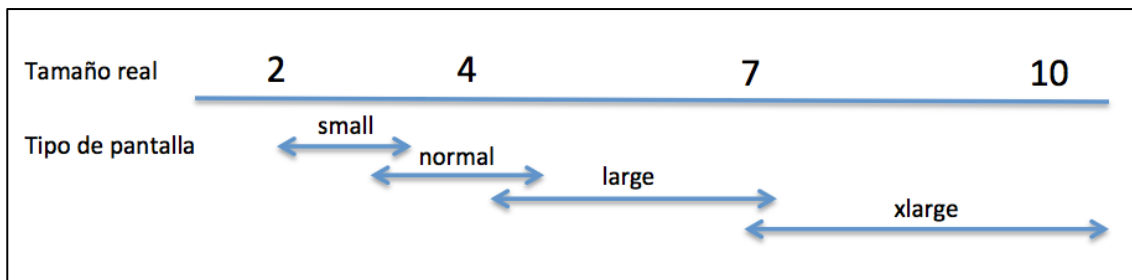 Tamaño real 2 4 7 10
Tipo de pantalla
small
normal
large
xlarge